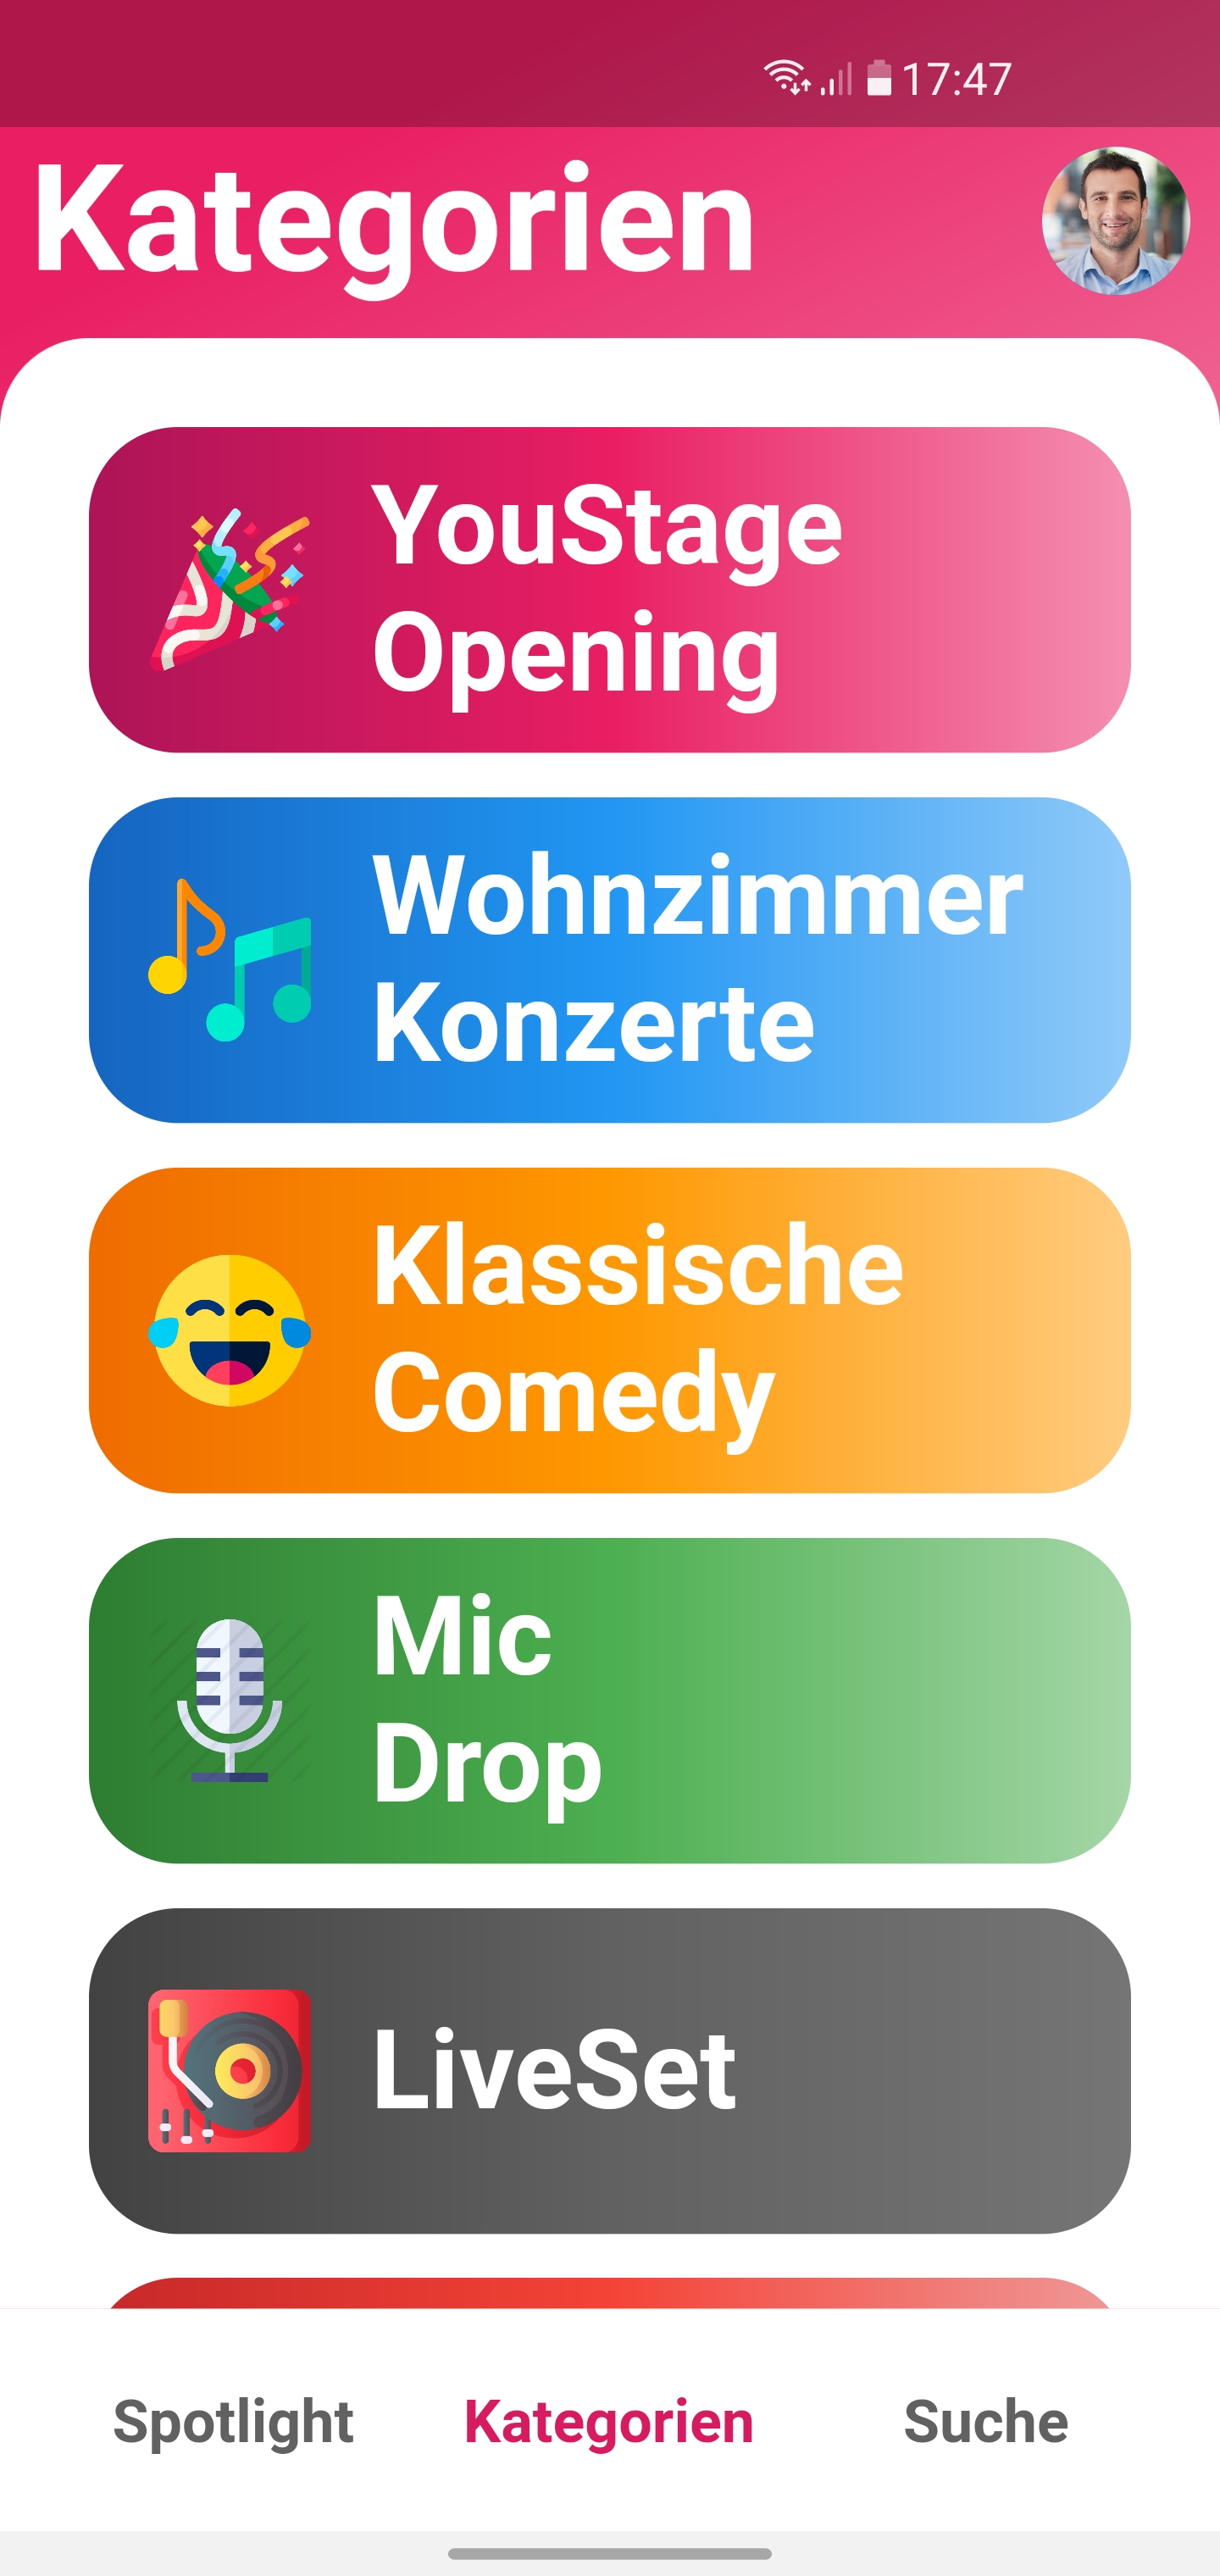 17:47
Kategorien
YouStage
Opening
Wohnzimmer
Konzerte
Klassische
Comedy
Mic
Drop
LiveSet
Spotlight
Kategorien
Suche